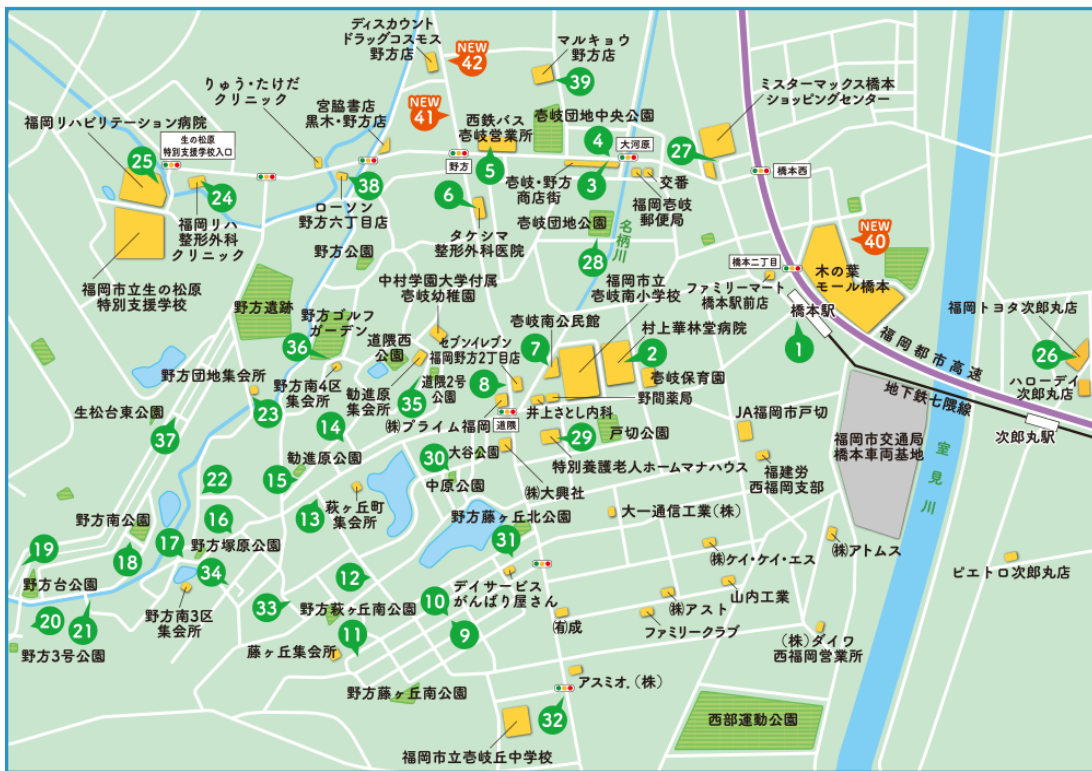 ディスカウント
ドラッグコスモス
野方店
NEW
42
マルキョウ
野方店
39
りゅう・たけだ
クリニック
宮脇書店
黒木・野方店
NEW
41
西鉄バス
壱岐営業所
5
壱岐団地中央公園
4
大河原
ミスターマックス橋本
ショッピングセンター
27
福岡リハビリテーション病院
生の松原
特別支援学校入口
25
24
福岡リハ
整形外科
クリニック
福岡市立生の松原
特別支援学校
38
ローソン
野方六丁目店
野方
6
タケシマ
整形外科医院
壱岐・野方
商店街
3
交番
福岡壱岐
郵便局
橋本西
壱岐団地公園
28
名柄川
野方公園
中村学園大学付属
壱岐幼稚園
福岡市立
壱岐南小学校
橋本二丁目
ファミリーマート
橋本駅前店
NEW
40
木の葉
モール橋本
橋本駅
1
福岡都市高速
地下鉄七隈線
福岡トヨタ次郎丸店
26
ハローデイ
次郎丸店
次郎丸駅
野方遺跡
野方ゴルフ
ガーデン
36
道隈西
公園
セブンイレブン
福岡野方2丁目店
壱岐南公民館
7
村上華林堂病院
2
壱岐保育園
8
野方団地集会所
23
野方南4区
集会所
勧進原
集会所
35
道隈2号
公園
㈱プライム福岡
道隈
井上さとし内科
野間薬局
生松台東公園
37
14
大谷公園
29
戸切公園
JA福岡市戸切
福岡市交通局
橋本車両基地
室見川
勧進原公園
15
30
中原公園
特別養護老人ホームマナハウス
㈱大興社
福建労
西福岡支部
22
13
萩ヶ丘町
集会所
野方藤ヶ丘北公園
31
大一通信工業(株)
野方南公園
16
17
野方塚原公園
18
19
野方台公園
34
12
デイサービス
がんばり屋さん
㈱ケイ・ケイ・エス
㈱アトムス
ピエトロ次郎丸店
20
21
野方南3区
集会所
33
野方萩ヶ丘南公園
10
9
㈲成
㈱アスト
山内工業
ファミリークラブ
野方3号公園
11
藤ヶ丘集会所
(株)ダイワ
西福岡営業所
野方藤ヶ丘南公園
アスミオ.(株)
32
福岡市立壱岐丘中学校
西部運動公園